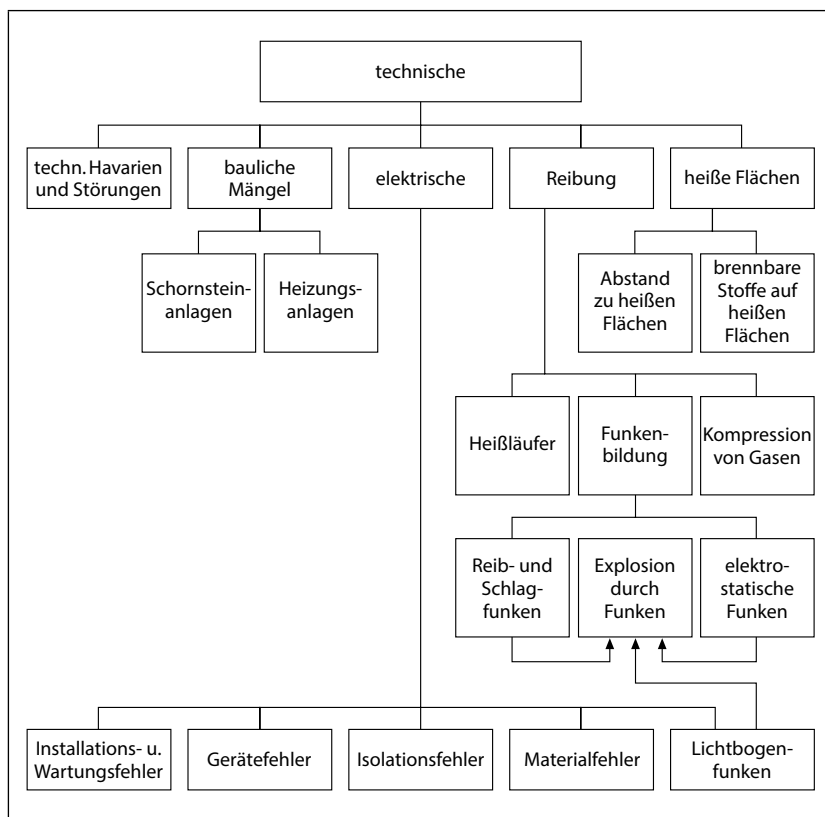 technische
techn. Havarien
und Störungen
bauliche
Mängel
elektrische
Reibung
heiße Flächen
Schornstein-
anlagen
Heizungs-
anlagen
Abstand
zu heißen
Flächen
brennbare
Stoffe auf
heißen
Flächen
Heißläufer
Funken-
bildung
Kompression
von Gasen
Reib- und
Schlag-
funken
Explosion
durch
Funken
elektro-
statische
Funken
Installations- u.
Wartungsfehler
Gerätefehler
Isolationsfehler
Materialfehler
Lichtbogen-
funken